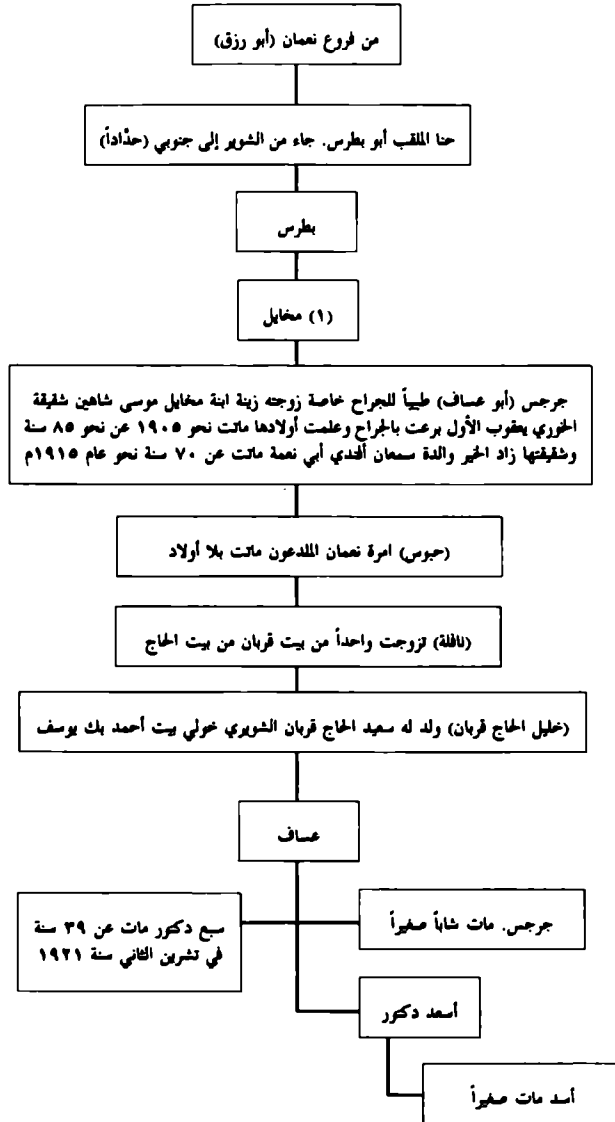 من فروع نعمان (أبو رزق)
حنا الملقب أبو بطرس. جاء من الشوير إلى جنوبي (حدّاداً)
بطرس
(١) مخايل
جرجس (أبو عساف) طبيباً للجراح خاصة زوجته زينة ابنة مخايل موسى شاهين شقيقة
الخوري يعقوب الأول برعت بالجراح وعلمت أولادها ماتت نحو ١٩٠٥ عن نحو ٨٥ سنة
وشقيقتها زاد الخير والدة سمعان أفندي أبي نعمة ماتت عن ٧٠ سنة نحو عام ١٩١٥م
(حبوس) امرة نعمان الملدعون ماتت بلا أولاد
(نافلة) تزوجت واحداً من بيت قربان من بيت الحاج
(خليل الحاج قربان) ولد له سعيد الحاج قربان الشويري خولي بيت أحمد بك يوسف
عساف
جرجس. مات شاباً صغيراً
سبع دكتور مات عن ٣٩ سنة
في تشرين الثاني سنة ١٩٢١
أسعد دكتور
أسد مات صغيراً